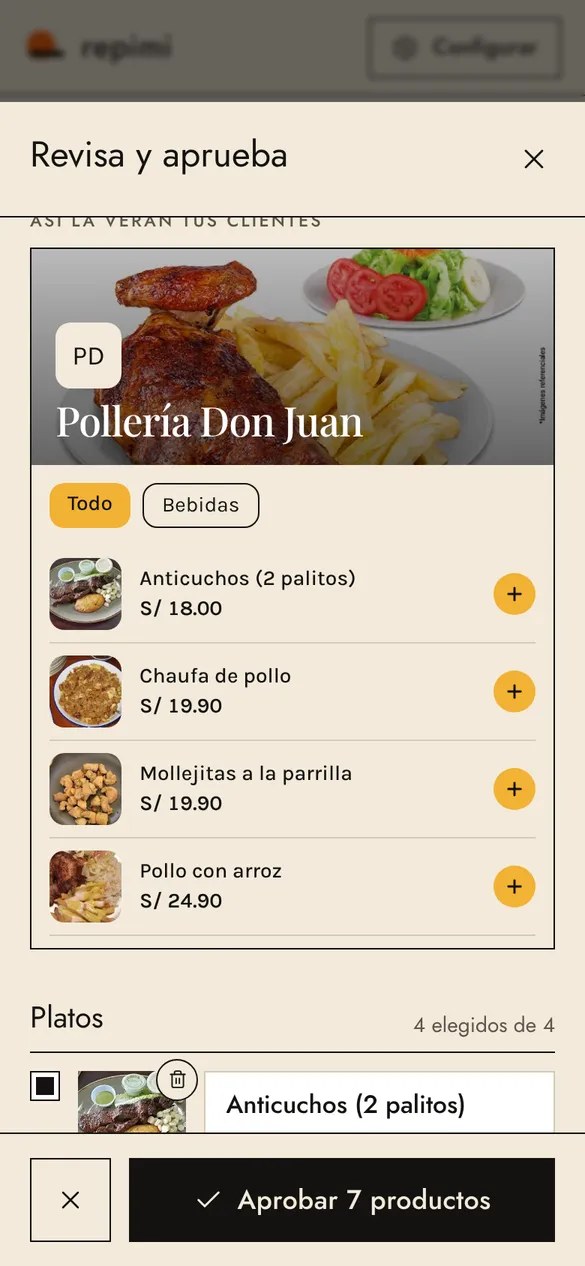 repimi
Configurar
Revisa y aprueba
ASÍ LA VERÁN TUS CLIENTES
*Imágenes referenciales
PD
Pollería Don Juan
Todo
Bebidas
Anticuchos (2 palitos)
S/ 18.00
Chaufa de pollo
S/ 19.90
Mollejitas a la parrilla
S/ 19.90
Pollo con arroz
S/ 24.90
Platos
4 elegidos de 4
Anticuchos (2 palitos)
Aprobar 7 productos